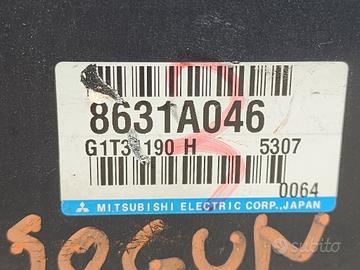 8631A046
G1T3 190 H 5307
0064
MITSUBISHI ELECTRIC CORP., JAPAN
SOGUN
subito